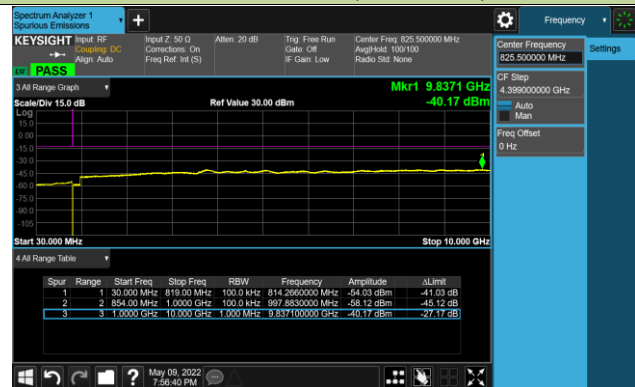 Spectrum Analyzer 1
Spurious Emissions
Frequency
KEYSIGHT Input: RF Input Z: 50 Ω Atten: 20 dB Trig: Free Run Center Freq: 825.500000 MHz
Coupling: DC Corrections: On Gate: Off Avg|Hold: 100/100
Align: Auto Freq Ref: Int (S) IF Gain: Low Radio Std: None
PASS
Center Frequency
825.500000 MHz
Settings
CF Step
4.399000000 GHz
Auto
Man
Freq Offset
0 Hz
3 All Range Graph
Mkr1 9.8371 GHz
Scale/Div 15.0 dB Ref Value 30.00 dBm -40.17 dBm
Log
15.0
0.00
-15.0
-30.0
-45.0
-60.0
-75.0
-90.0
-105
Start 30.000 MHz Stop 10.000 GHz
4 All Range Table
Spur Range Start Freq Stop Freq RBW Frequency Amplitude ΔLimit
1 1 30.000 MHz 819.00 MHz 100.0 kHz 814.2660000 MHz -54.03 dBm -41.03 dB
2 2 854.00 MHz 1.0000 GHz 100.0 kHz 997.8830000 MHz -58.12 dBm -45.12 dB
3 3 1.0000 GHz 10.000 GHz 1.000 MHz 9.837100000 GHz -40.17 dBm -27.17 dB
May 09, 2022
7:56:40 PM